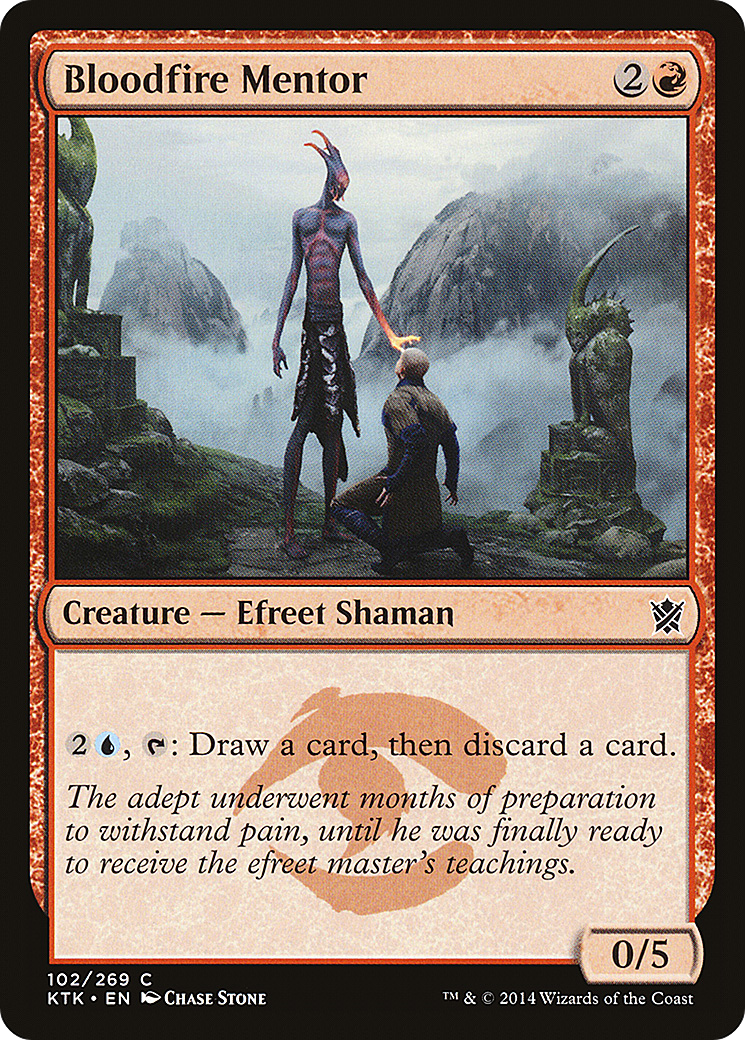 Bloodfire Mentor 2
Creature — Efreet Shaman
2, : Draw a card, then discard a card.
The adept underwent months of preparation
to withstand pain, until he was finally ready
to receive the efreet master's teachings.
0/5
102/269 C
KTK • EN Chase Stone
™ & © 2014 Wizards of the Coast